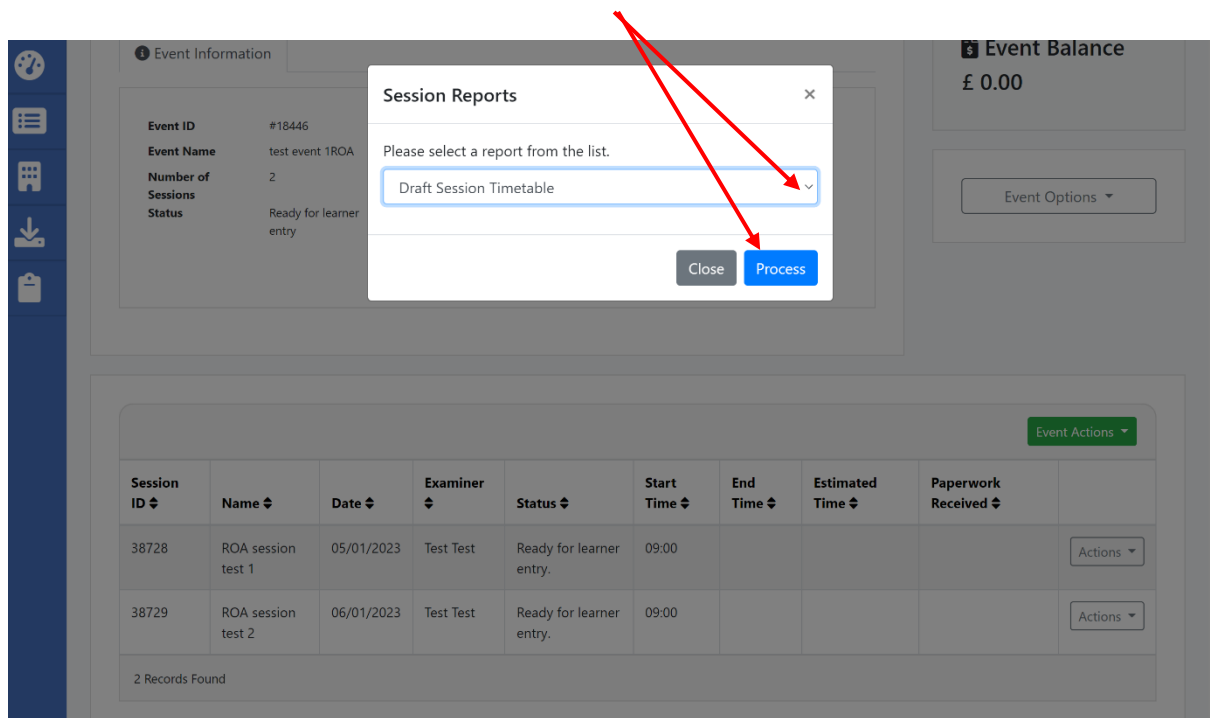 Event Information
Event Balance
£ 0.00
Event ID #18446
Event Name test event 1ROA
Number of Sessions 2
Status Ready for learner
entry
Session Reports ×
Please select a report from the list.
Draft Session Timetable
Close Process
Event Options
Event Actions
Session ID Name Date Examiner Status Start Time End Time Estimated Time Paperwork Received
38728 ROA session test 1 05/01/2023 Test Test Ready for learner entry. 09:00 Actions
38729 ROA session test 2 06/01/2023 Test Test Ready for learner entry. 09:00 Actions
2 Records Found